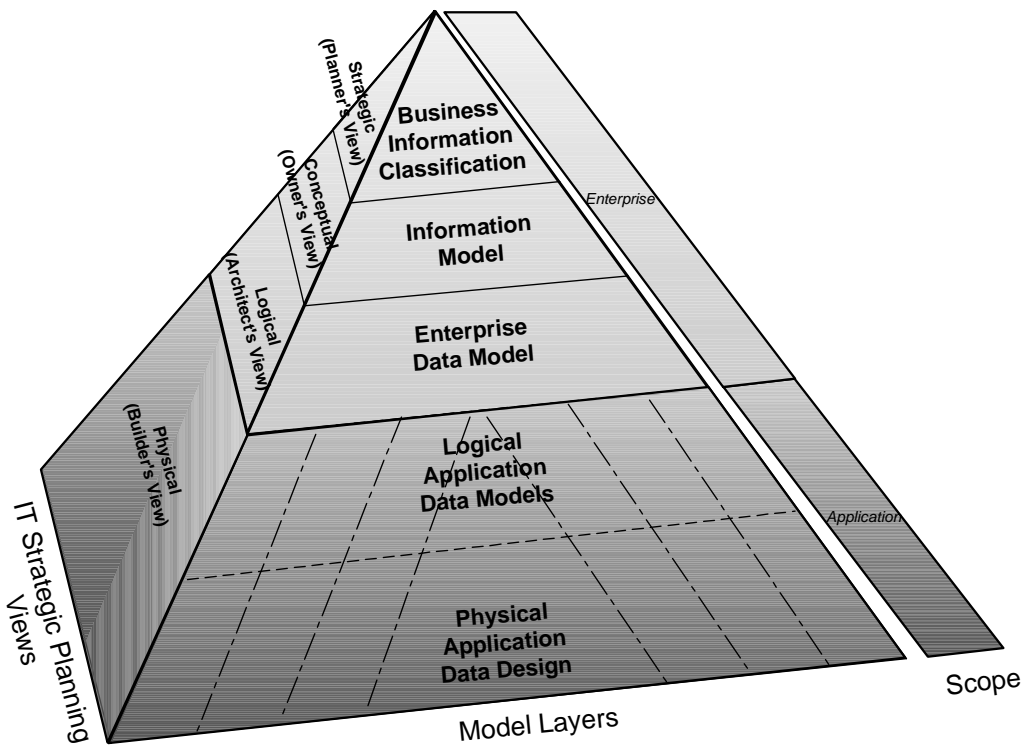 Strategic
(Planner's View)
Conceptual
(Owner's View)
Logical
(Architect's View)
Physical
(Builder's View)
IT Strategic Planning
Views
Business
Information
Classification
Information
Model
Enterprise
Data Model
Logical
Application
Data Models
Physical
Application
Data Design
Model Layers
Enterprise
Application
Scope